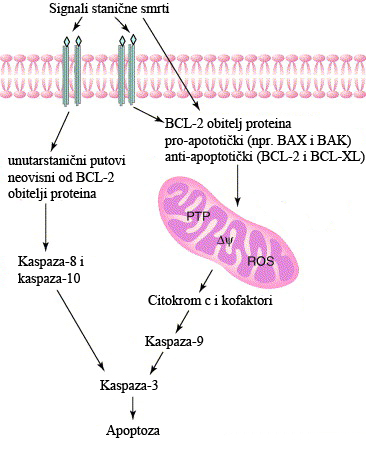 Signali stanične smrti
BCL-2 obitelj proteina
pro-apototički (npr. BAX i BAK)
anti-apoptotički (BCL-2 i BCL-XL)
unutarstanični putovi
neovisni od BCL-2
obitelji proteina
PTP
Δψ
ROS
Kaspaza-8 i
kaspaza-10
Citokrom c i kofaktori
Kaspaza-9
Kaspaza-3
Apoptoza